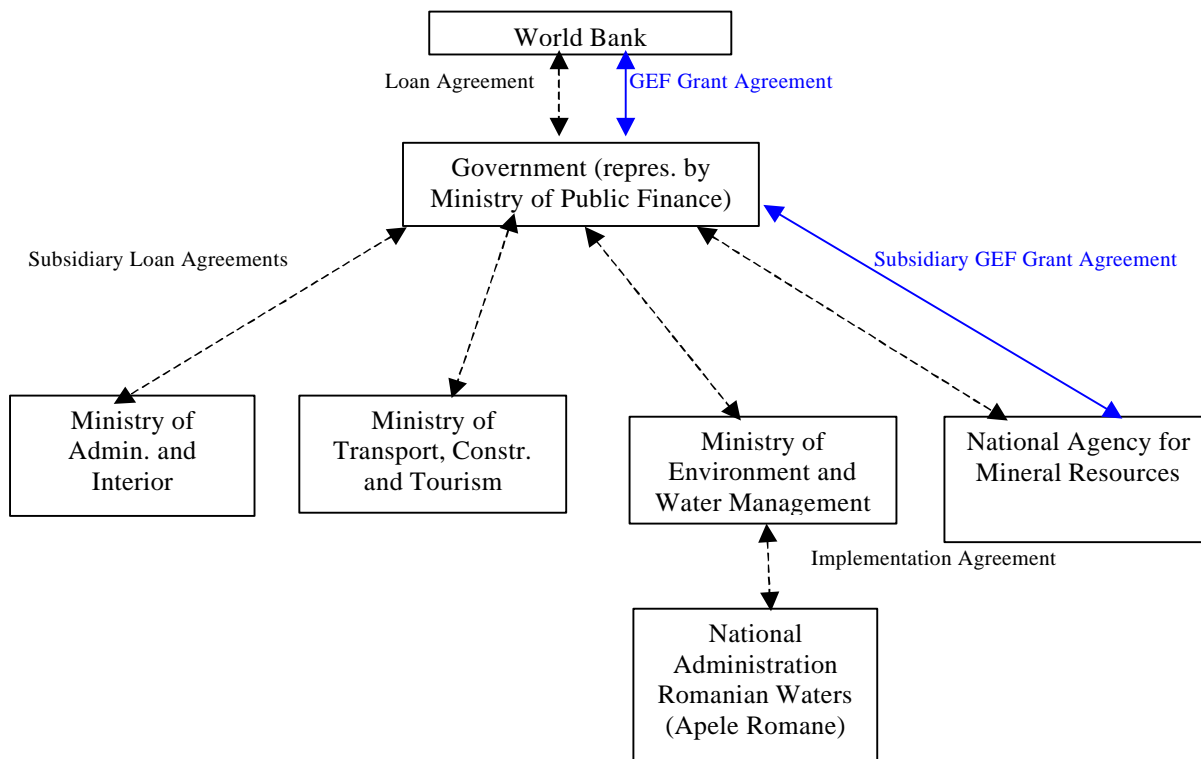 World Bank
Loan Agreement
GEF Grant Agreement
Government (repres. by
Ministry of Public Finance)
Subsidiary Loan Agreements
Subsidiary GEF Grant Agreement
Ministry of
Admin. and
Interior
Ministry of
Transport, Constr.
and Tourism
Ministry of
Environment and
Water Management
National Agency for
Mineral Resources
Implementation Agreement
National
Administration
Romanian Waters
(Apele Romane)